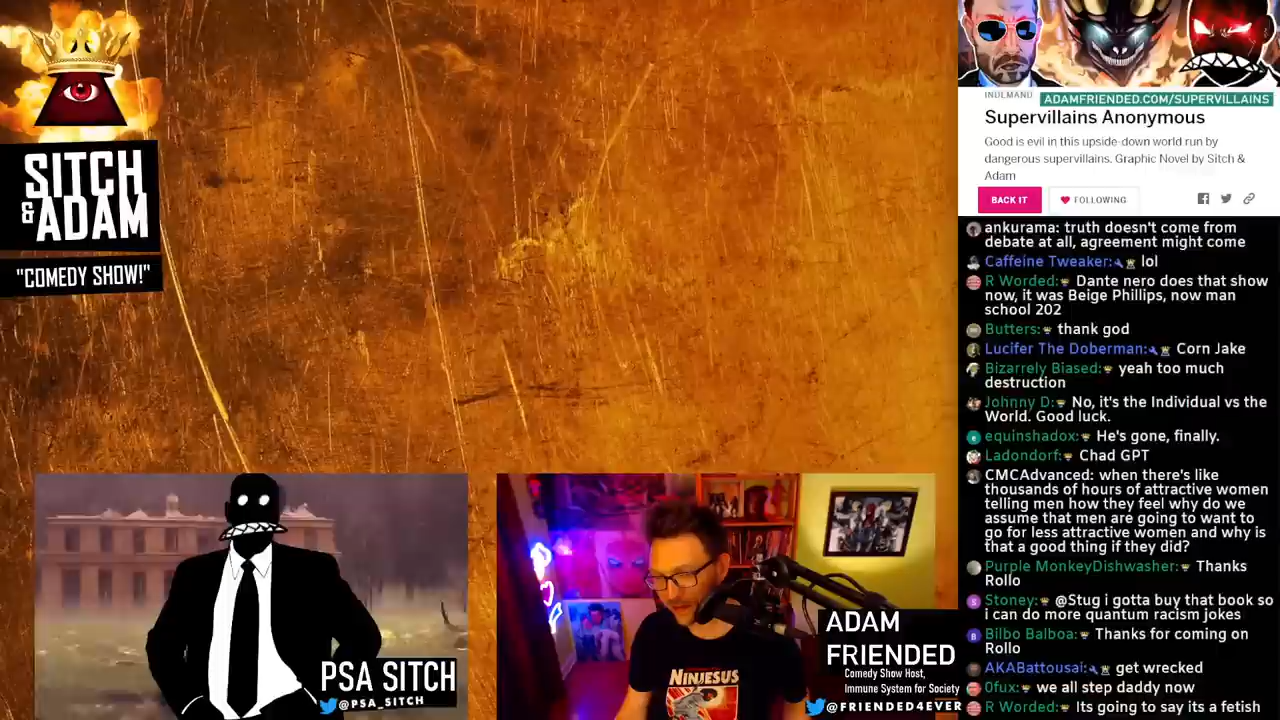 SITCH
& ADAM
"COMEDY SHOW!"
INDEMAND
ADAMFRIENDED.COM/SUPERVILLAINS
Supervillains Anonymous
Good is evil in this upside-down world run by
dangerous supervillains. Graphic Novel by Sitch &
Adam
BACK IT
FOLLOWING
ankurama: truth doesn't come from
debate at all, agreement might come
Caffeine Tweaker: lol
R Worded: Dante nero does that show
now, it was Beige Phillips, now man
school 202
Butters: thank god
Lucifer The Doberman: Corn Jake
Bizarrely Biased: yeah too much
destruction
Johnny D: No, it's the Individual vs the
World. Good luck.
equinshadox: He's gone, finally.
Ladondorf: Chad GPT
CMCAdvanced: when there's like
thousands of hours of attractive women
telling men how they feel why do we
assume that men are going to want to
go for less attractive women and why is
that a good thing if they did?
Purple MonkeyDishwasher: Thanks
Rollo
Stoney: @Stug i gotta buy that book so
i can do more quantum racism jokes
Bilbo Balboa: Thanks for coming on
Rollo
AKABattousai: get wrecked
0fux: we all step daddy now
R Worded: Its going to say its a fetish
PSA SITCH
@PSA_SITCH
NINJESUS
ADAM
FRIENDED
Comedy Show Host,
Immune System for Society
@FRIENDED4EVER